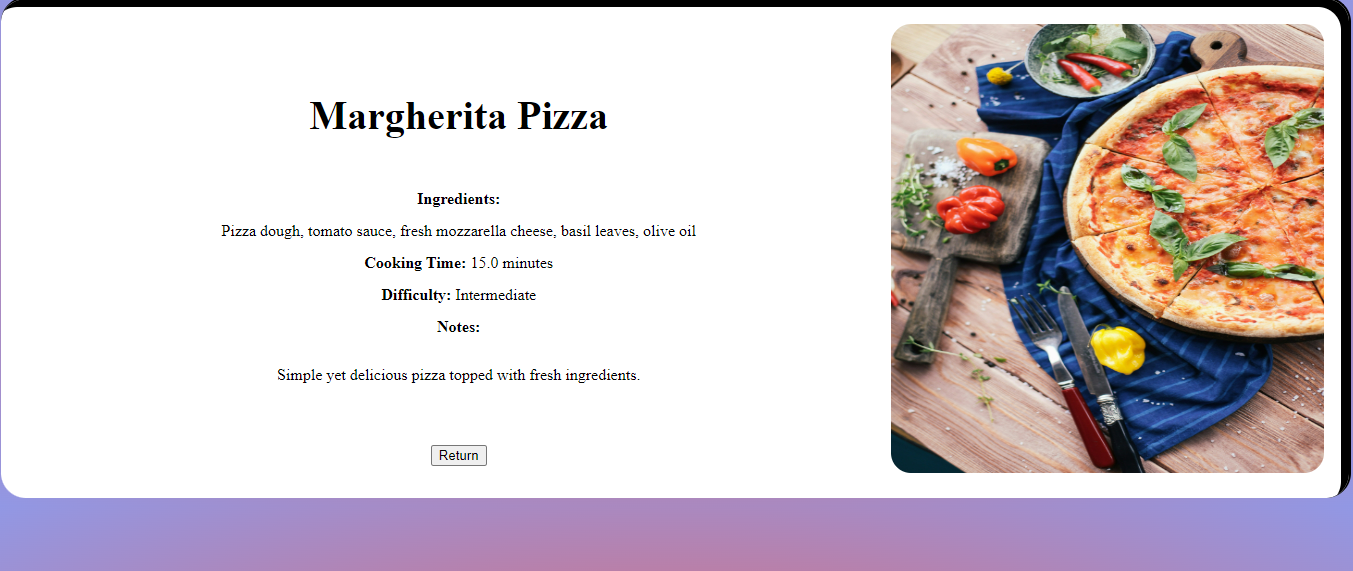 Margherita Pizza
Ingredients:
Pizza dough, tomato sauce, fresh mozzarella cheese, basil leaves, olive oil
Cooking Time: 15.0 minutes
Difficulty: Intermediate
Notes:
Simple yet delicious pizza topped with fresh ingredients.
Return